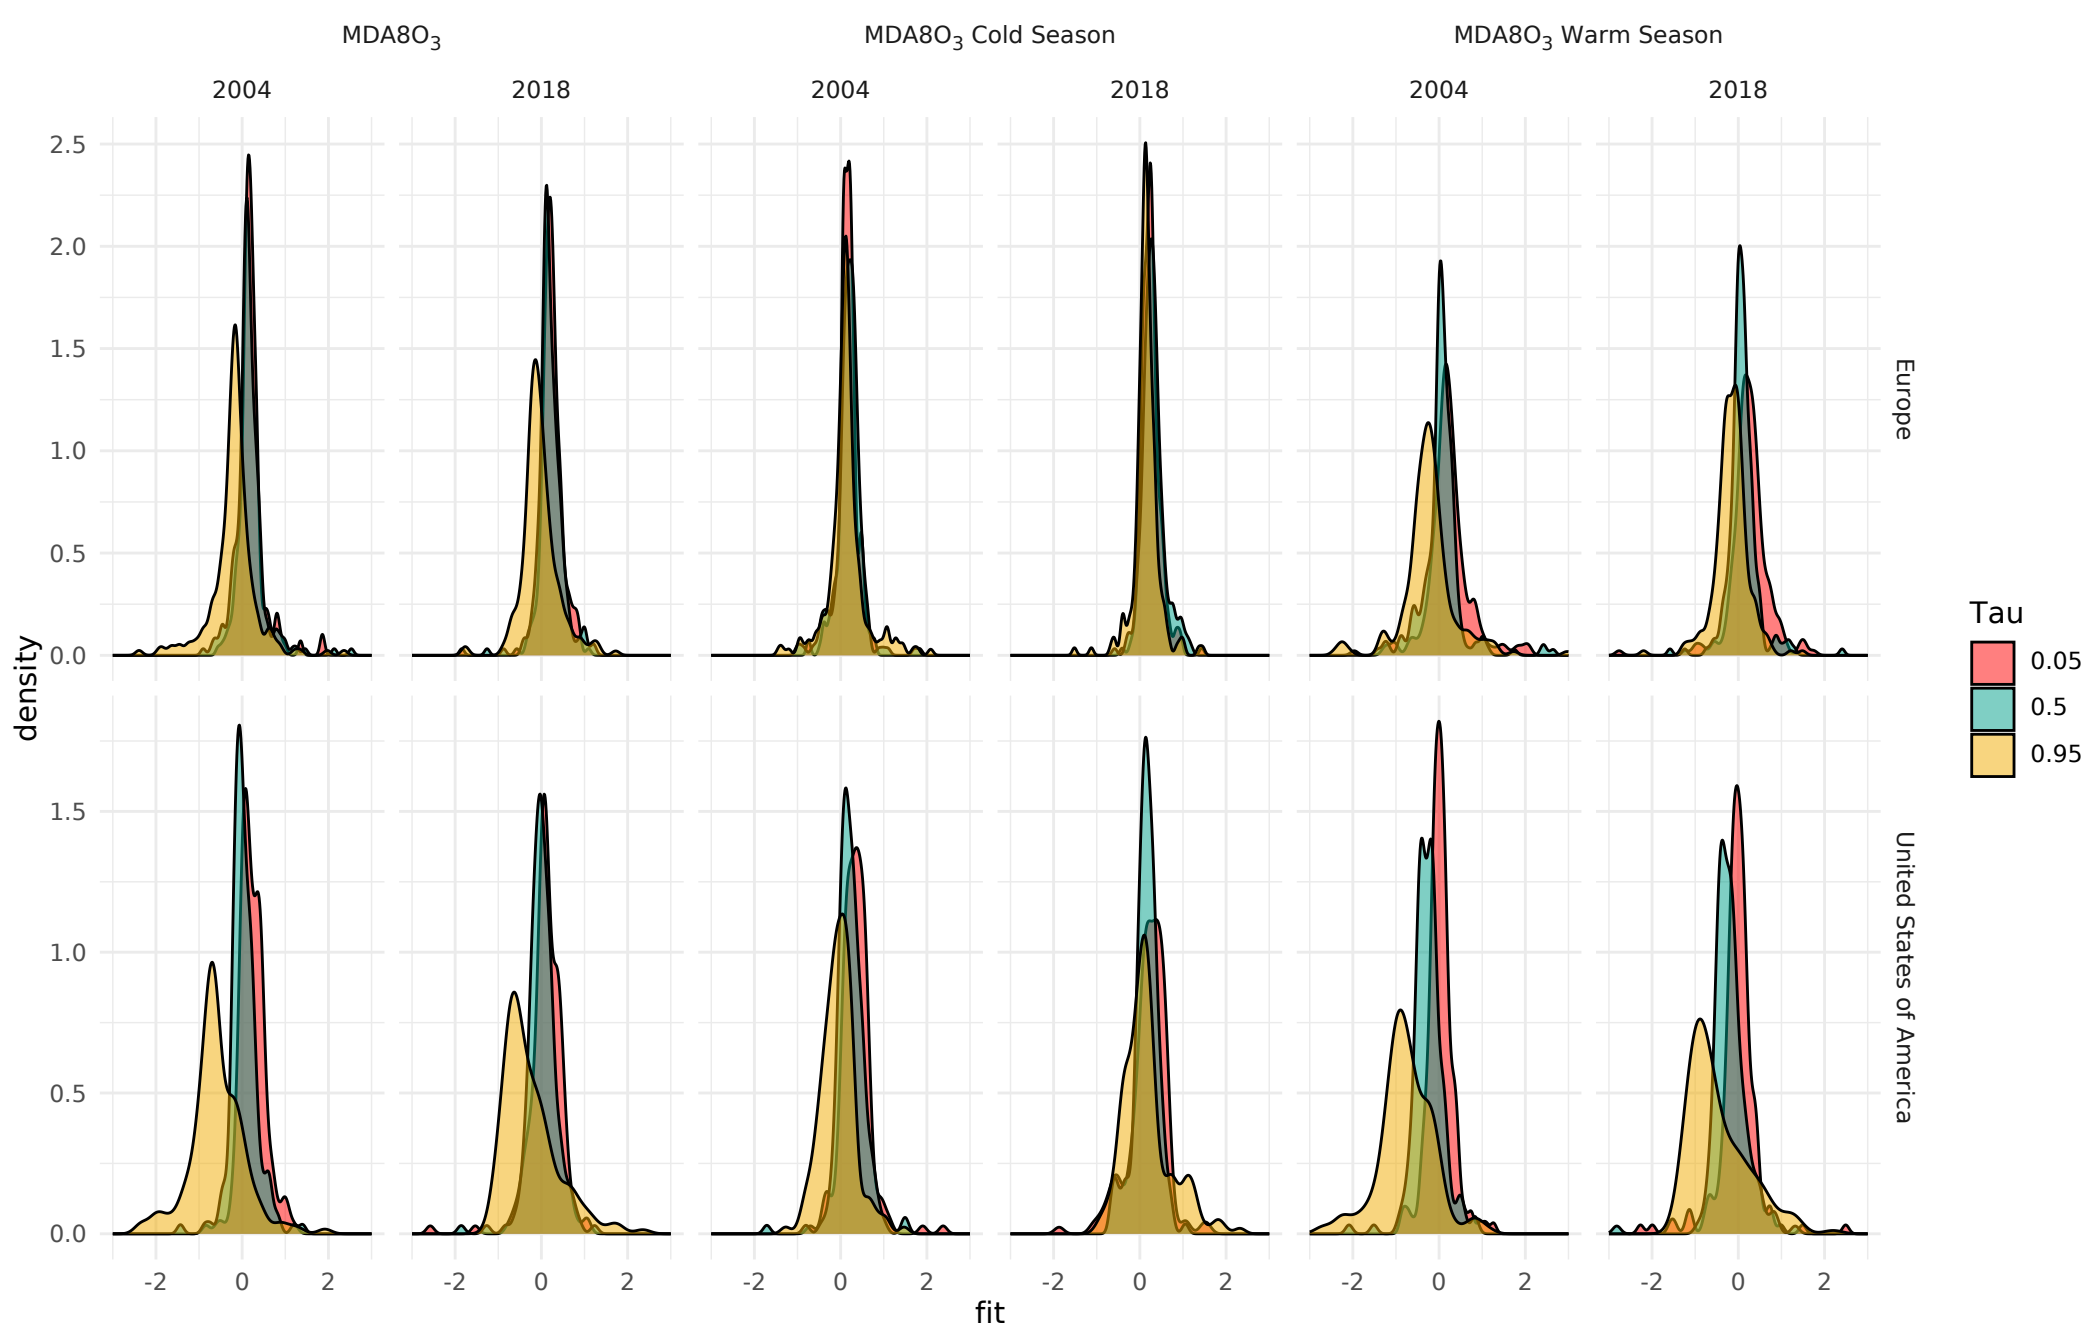 MDA8O₃ MDA8O₃ Cold Season MDA8O₃ Warm Season
2004 2018 2004 2018 2004 2018
2.5
2.0
1.5
1.0
0.5
0.0
Europe
1.5
1.0
0.5
0.0
United States of America
-2 0 2 -2 0 2 -2 0 2 -2 0 2 -2 0 2 -2 0 2
fit
density
Tau
0.05
0.5
0.95